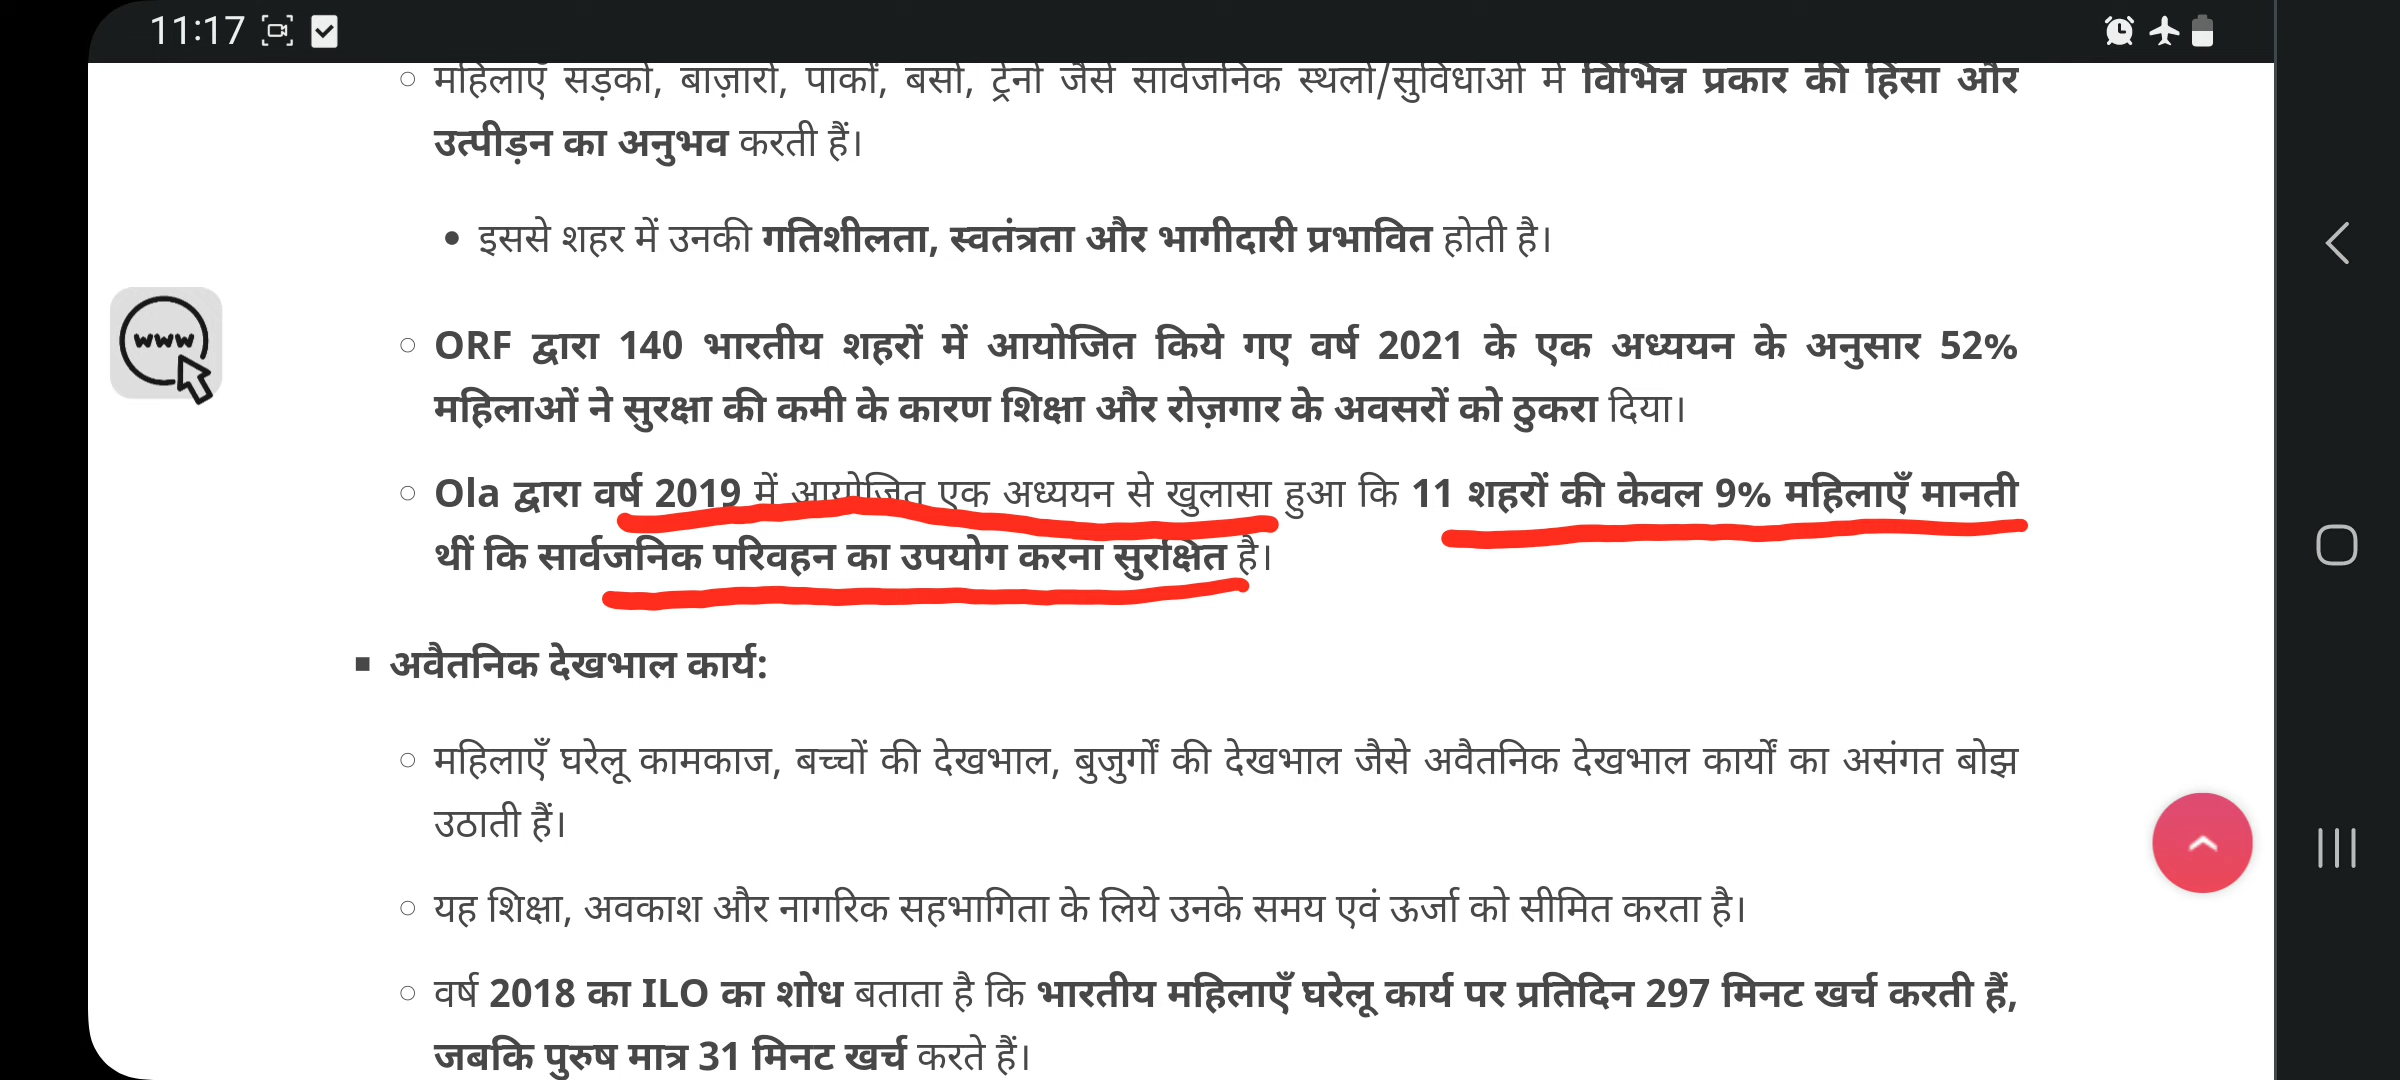 11:17
महिलाएँ सड़कों, बाज़ारों, पार्कों, बसों, ट्रेनों जैसे सार्वजनिक स्थलों/सुविधाओं में विभिन्न प्रकार की हिंसा और
उत्पीड़न का अनुभव करती हैं।
इससे शहर में उनकी गतिशीलता, स्वतंत्रता और भागीदारी प्रभावित होती है।
www
ORF द्वारा 140 भारतीय शहरों में आयोजित किये गए वर्ष 2021 के एक अध्ययन के अनुसार 52%
महिलाओं ने सुरक्षा की कमी के कारण शिक्षा और रोज़गार के अवसरों को ठुकरा दिया।
Ola द्वारा वर्ष 2019 में आयोजित एक अध्ययन से खुलासा हुआ कि 11 शहरों की केवल 9% महिलाएँ मानती
थीं कि सार्वजनिक परिवहन का उपयोग करना सुरक्षित है।
अवैतनिक देखभाल कार्य:
महिलाएँ घरेलू कामकाज, बच्चों की देखभाल, बुजुर्गों की देखभाल जैसे अवैतनिक देखभाल कार्यों का असंगत बोझ
उठाती हैं।
यह शिक्षा, अवकाश और नागरिक सहभागिता के लिये उनके समय एवं ऊर्जा को सीमित करता है।
वर्ष 2018 का ILO का शोध बताता है कि भारतीय महिलाएँ घरेलू कार्य पर प्रतिदिन 297 मिनट खर्च करती हैं,
जबकि पुरुष मात्र 31 मिनट खर्च करते हैं।